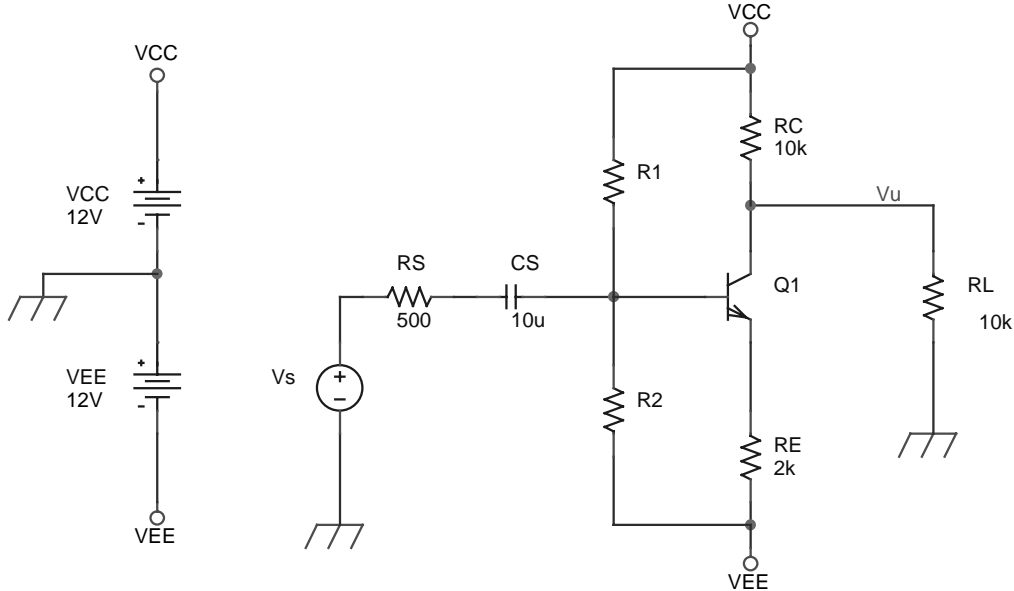 VCC
VCC
12V
+
-
VEE
12V
+
-
VEE
Vs
+
-
RS
500
CS
10u
VCC
R1
R2
RC
10k
Vu
Q1
RE
2k
VEE
RL
10k